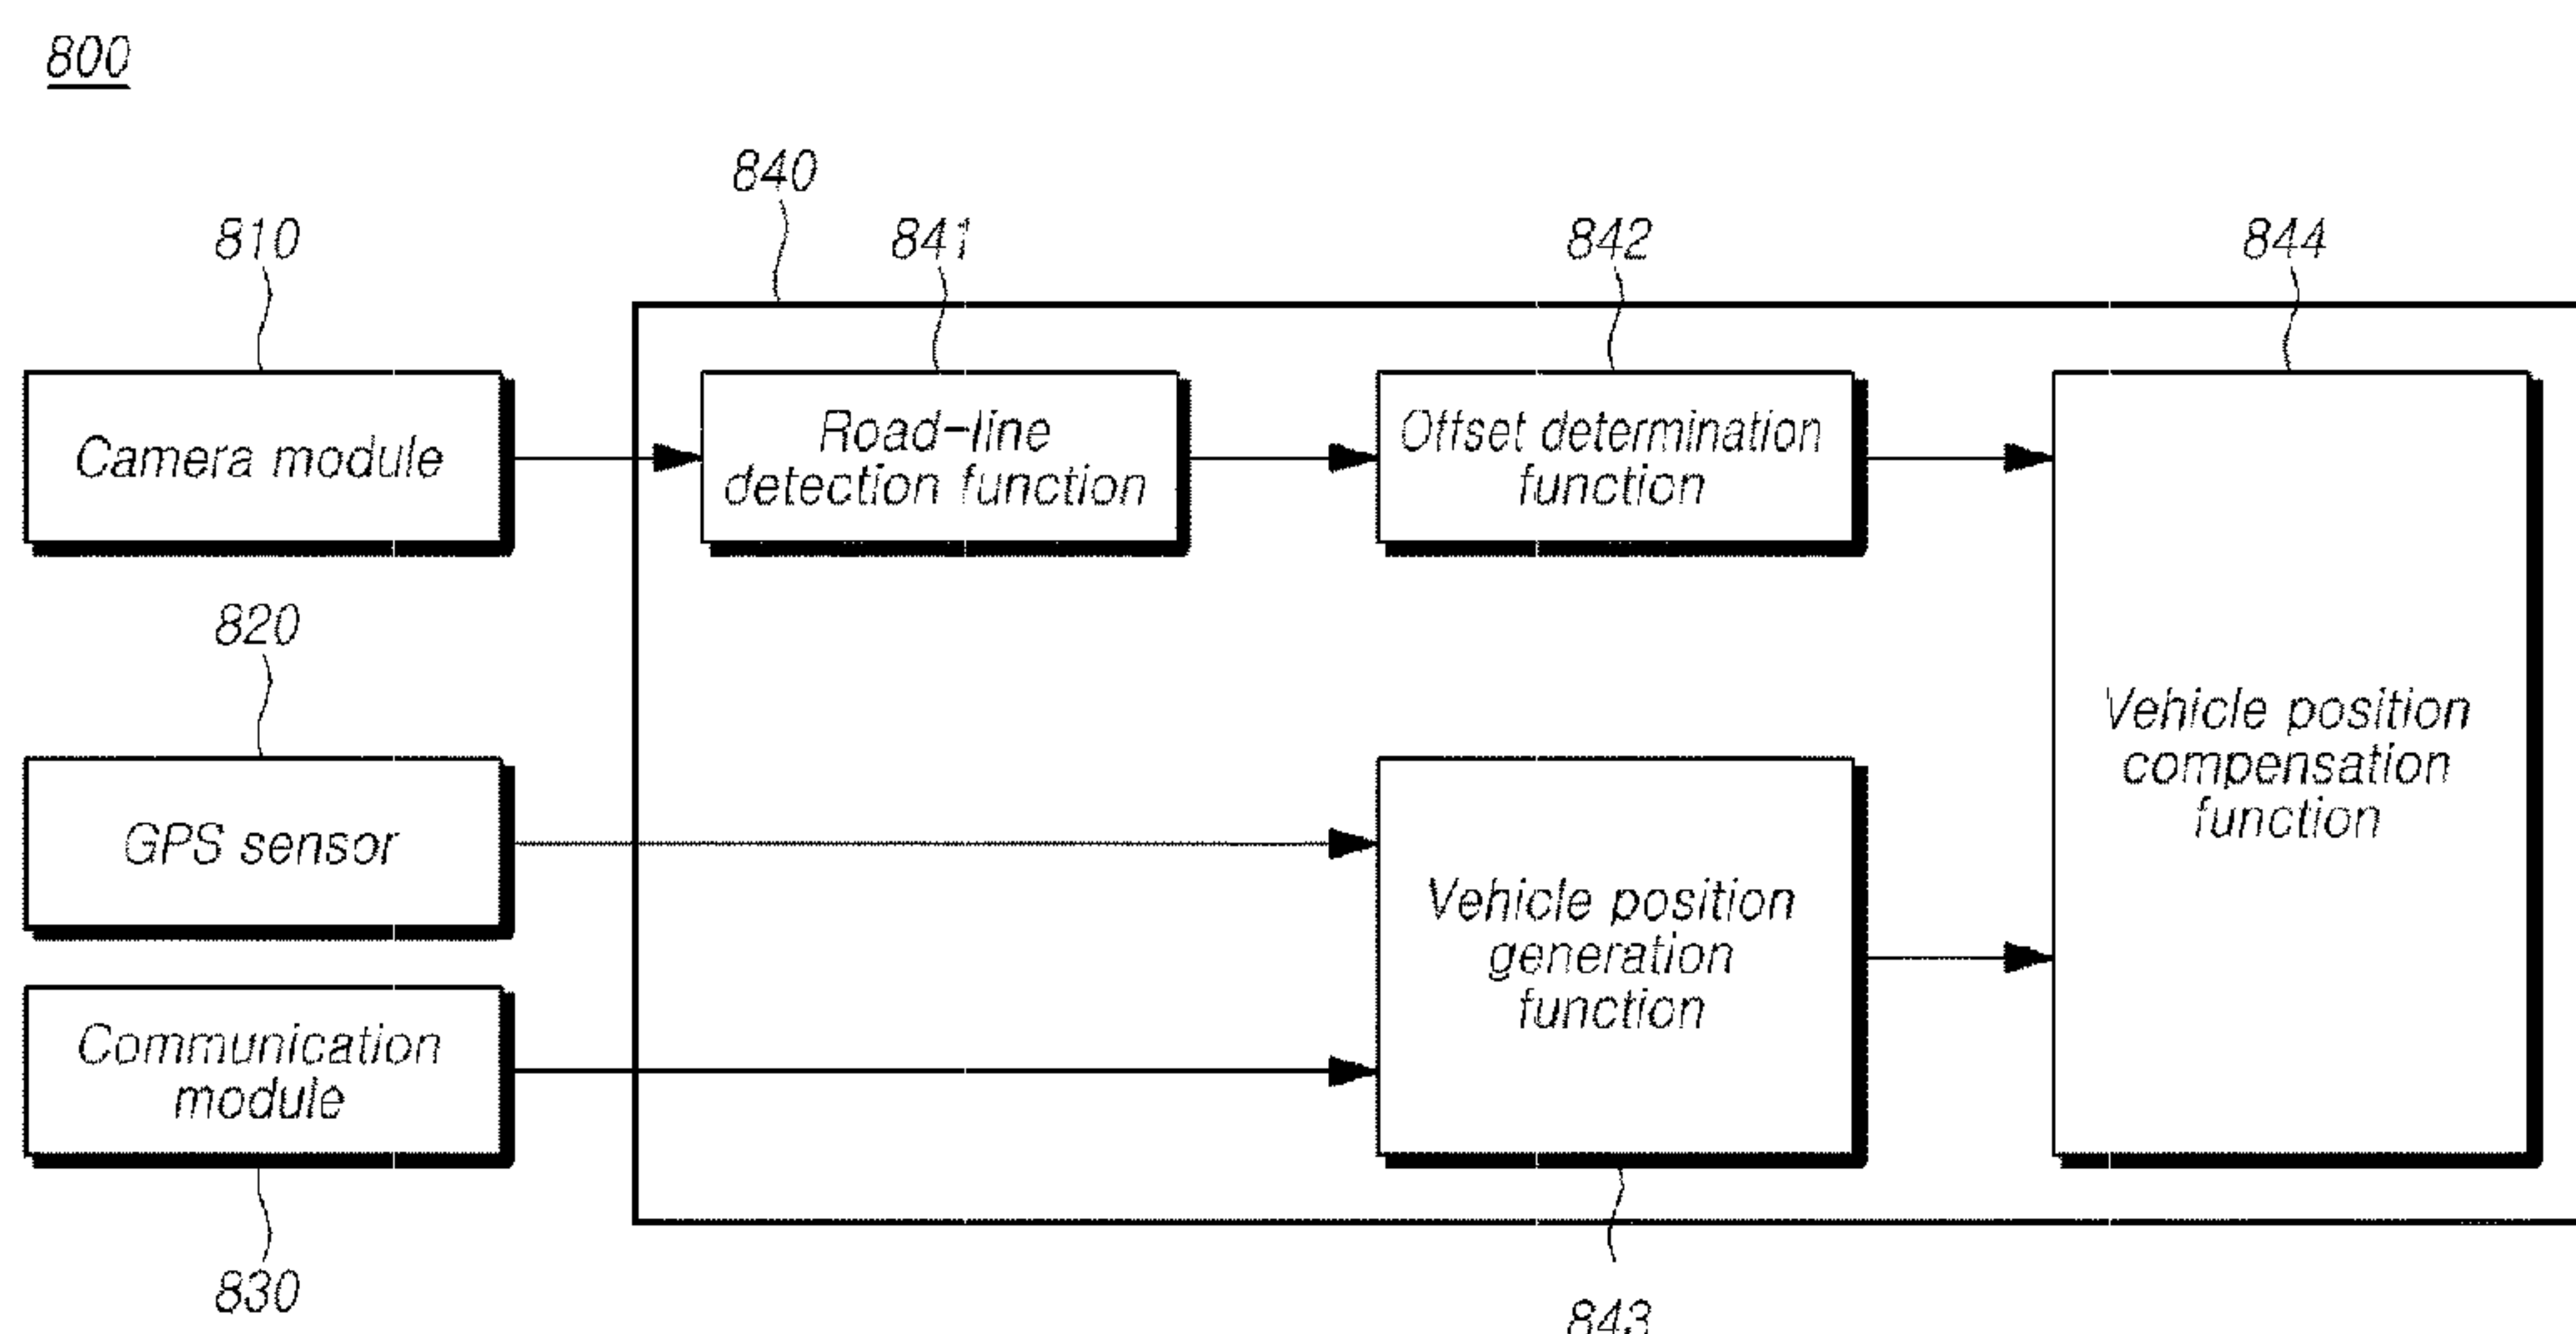 800
840
810
841
842
844
Camera module
Road-line
detection function
Offset determination
function
820
Vehicle position
compensation
function
GPS sensor
Vehicle position
generation
function
Communication
module
830
843